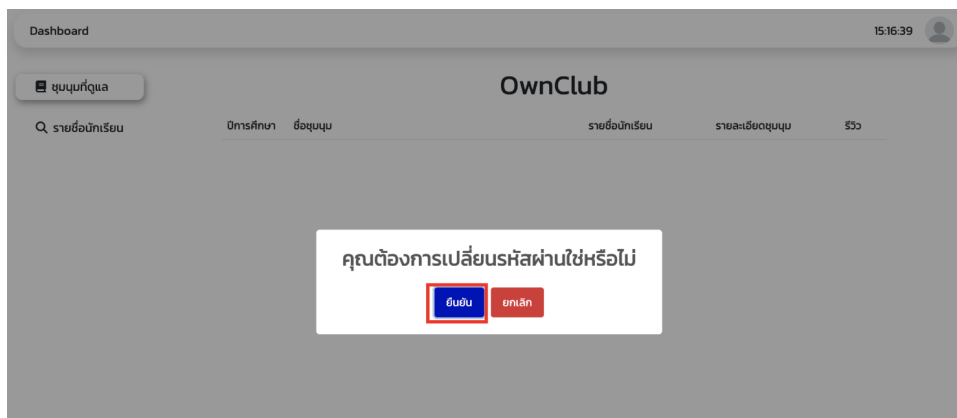 Dashboard 15:16:39
ชุมนุมที่ดูแล
OwnClub
รายชื่อนักเรียน
ปีการศึกษา ชื่อชุมนุม รายชื่อนักเรียน รายละเอียดชุมนุม รีวิว
คุณต้องการเปลี่ยนรหัสผ่านใช่หรือไม่
ยืนยัน ยกเลิก